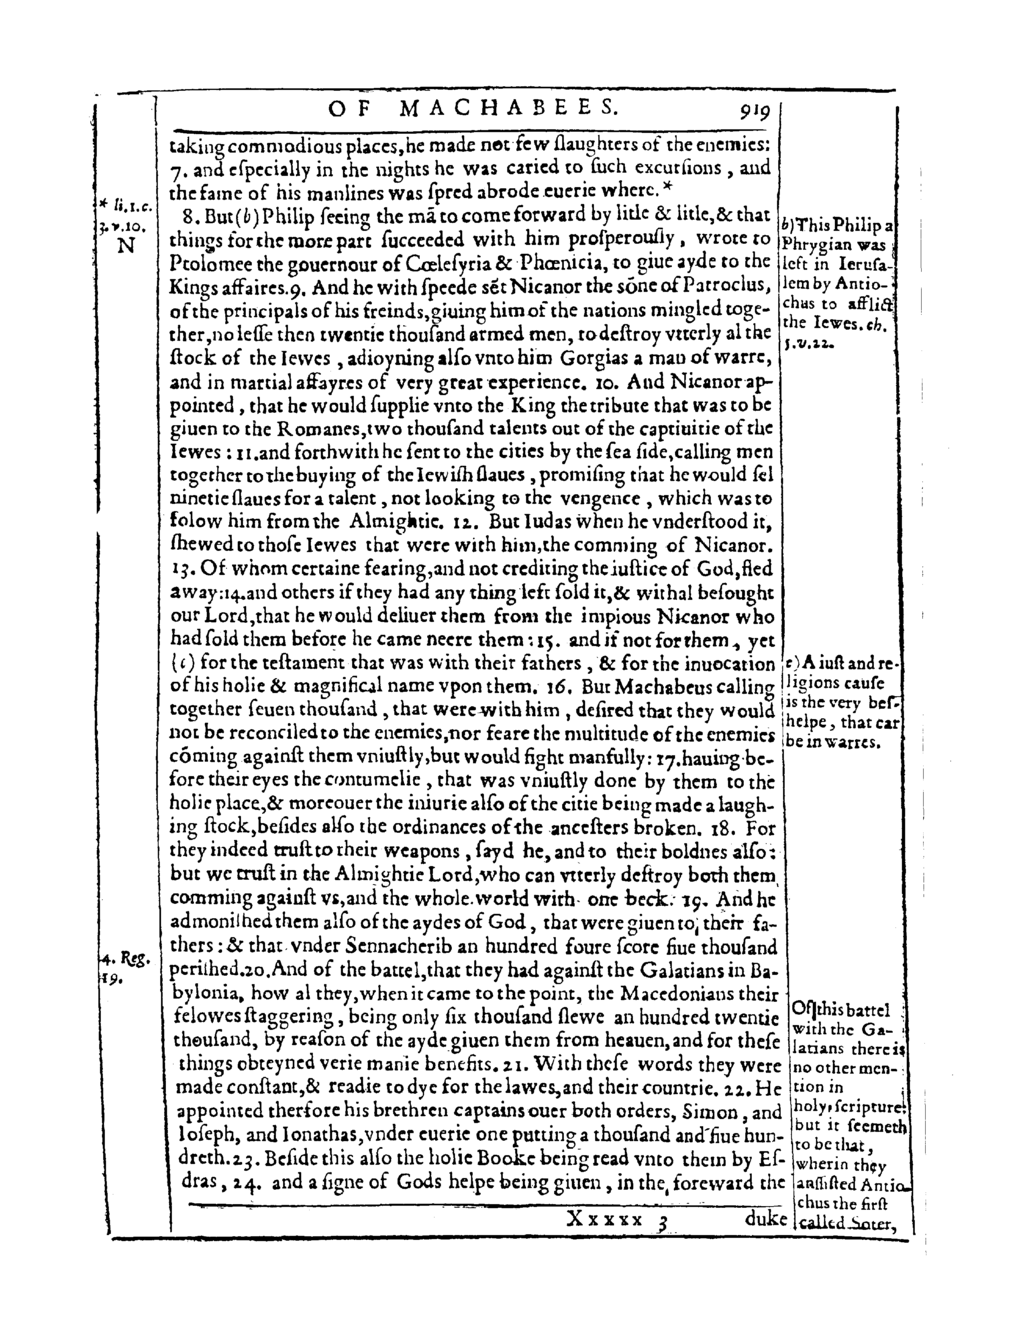 OF MACHABEES. 919
taking commodious places, he made not few ſlaughters of the enemies:
7. and eſpecially in the nights he was caried to ſuch excurſions, and
the fame of his manlines was ſpred abrode euerie where. *
8. But (b) Philip ſeeing the mā to come forward by litle & litle, & that
things for the more part ſucceeded with him proſperouſly, wrote to
Ptolomee the gouernour of Cœleſyria & Phœnicia, to giue ayde to the
Kings affaires. 9. And he with ſpeede sēt Nicanor the sōne of Patroclus,
of the principals of his freinds, giuing him of the nations mingled toge-
ther, no leſſe then twentie thouſand armed men, to deſtroy vtterly al the
ſtock of the Iewes, adioyning alſo vnto him Gorgias a man of warre,
and in martial affayres of very great experience. 10. And Nicanor ap-
pointed, that he would ſupplie vnto the King the tribute that was to be
giuen to the Romanes, two thouſand talents out of the captiuitie of the
Iewes: 11. and forthwith he ſent to the cities by the ſea ſide, calling men
together to the buying of the Iewiſh ſlaues, promiſing that he would ſel
ninetie ſlaues for a talent, not looking to the vengence, which was to
folow him from the Almightie. 12. But Iudas when he vnderſtood it,
ſhewed to thoſe Iewes that were with him, the comming of Nicanor.
13. Of whom certaine fearing, and not crediting the iuſtice of God, fled
away: 14. and others if they had any thing left ſold it, & withal beſought
our Lord, that he would deliuer them from the impious Nicanor who
had ſold them before he came neere them: 15. and if not for them, yet
(c) for the teſtament that was with their fathers, & for the inuocation
of his holie & magnifical name vpon them. 16. But Machabeus calling
together ſeuen thouſand, that were with him, deſired that they would
not be reconciled to the enemies, nor feare the multitude of the enemies
cōming againſt them vniuſtly, but would fight manfully: 17. hauing be-
fore their eyes the contumelie, that was vniuſtly done by them to the
holie place, & moreouer the iniurie alſo of the citie being made a laugh-
ing ſtock, beſides alſo the ordinances of the anceſters broken. 18. For
they indeed truſt to their weapons, ſayd he, and to their boldnes alſo:
but we truſt in the Almightie Lord, who can vtterly deſtroy both them
comming againſt vs, and the whole world with one beck. 19. And he
admoniſhed them alſo of the aydes of God, that were giuen to their fa-
thers: & that vnder Sennacherib an hundred foure ſcore fiue thouſand
periſhed. 20. And of the battel, that they had againſt the Galatians in Ba-
bylonia, how al they, when it came to the point, the Macedonians their
felowes ſtaggering, being only ſix thouſand ſlewe an hundred twentie
thouſand, by reaſon of the ayde giuen them from heauen, and for theſe
things obteyned verie manie benefits. 21. With theſe words they were
made conſtant, & readie to dye for the lawes, and their countrie. 22. He
appointed therfore his brethren captains ouer both orders, Simon, and
Ioſeph, and Ionathas, vnder euerie one putting a thouſand and fiue hun-
dreth. 23. Beſide this alſo the holie Booke being read vnto them by Eſ-
dras, 24. and a ſigne of Gods helpe being giuen, in the foreward the
Xxxxx 3 duke
* li. 1. c.
3. v. 10.
N
4. Reg.
19.
b) This Philip a
Phrygian was
left in Ieruſa-
lem by Antio-
chus to afflict
the Iewes. ch.
5. v. 22.
c) A iuſt and re-
ligions cauſe
is the very beſ-
helpe, that can
be in warres.
Of this battel
with the Ga-
latians there is
no other men-
tion in
holy ſcripture:
but it ſeemeth
to be that,
wherin they
aſſiſted Antio-
chus the firſt
called Soter,